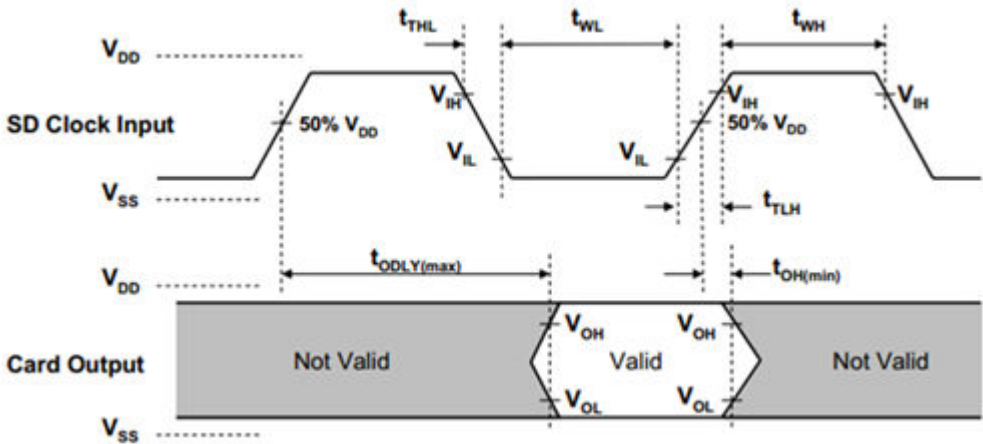 tTHL tWL tWH
VDD
VIH VIH VIH
SD Clock Input 50% VDD 50% VDD
VIL VIL
VSS
tTLH
tODLY(max) tOH(min)
VDD
VOH VOH
Card Output Not Valid Valid Not Valid
VOL VOL
VSS